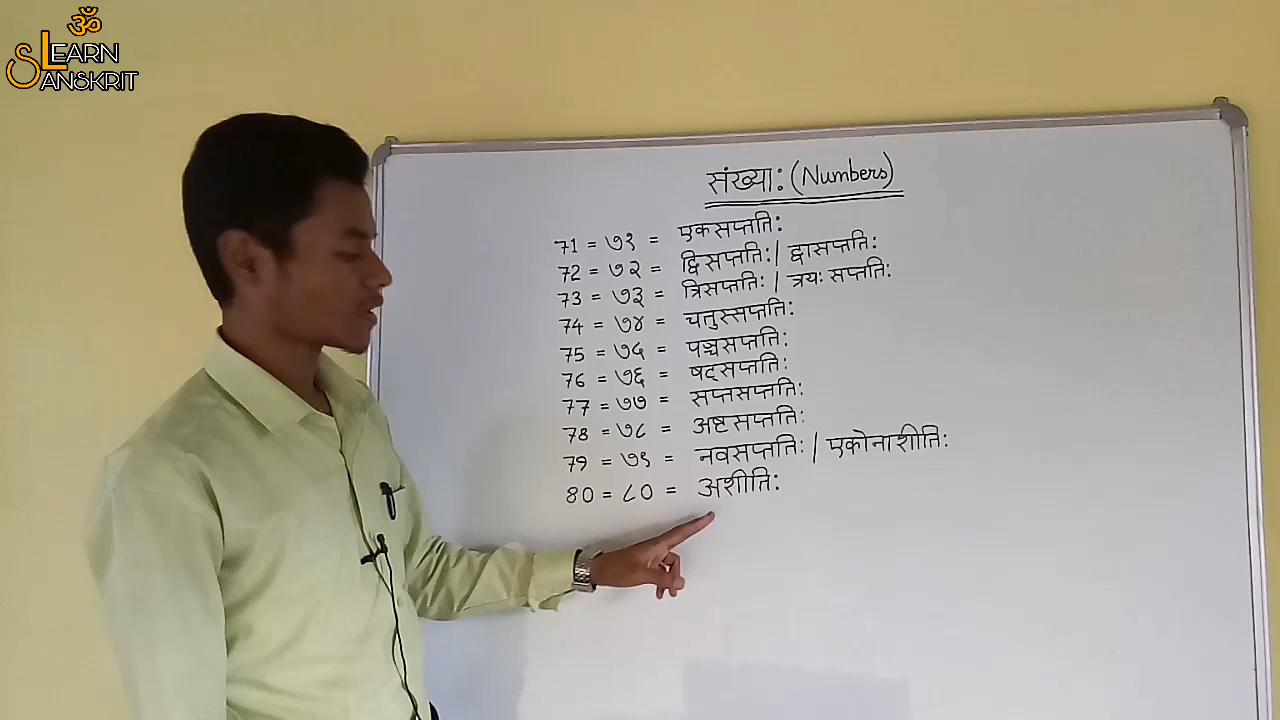 ॐ
LEARN
SANSKRIT
संख्या: (Numbers)
71 = ७१ = एकसप्तति:
72 = ७२ = द्विसप्तति: / द्वासप्तति:
73 = ७३ = त्रिसप्तति: / त्रयः सप्तति:
74 = ७४ = चतुस्सप्तति:
75 = ७५ = पञ्चसप्तति:
76 = ७६ = षट्सप्तति:
77 = ७७ = सप्तसप्तति:
78 = ७८ = अष्टसप्तति:
79 = ७९ = नवसप्तति: / एकोनाशीति:
80 = ८० = अशीति: